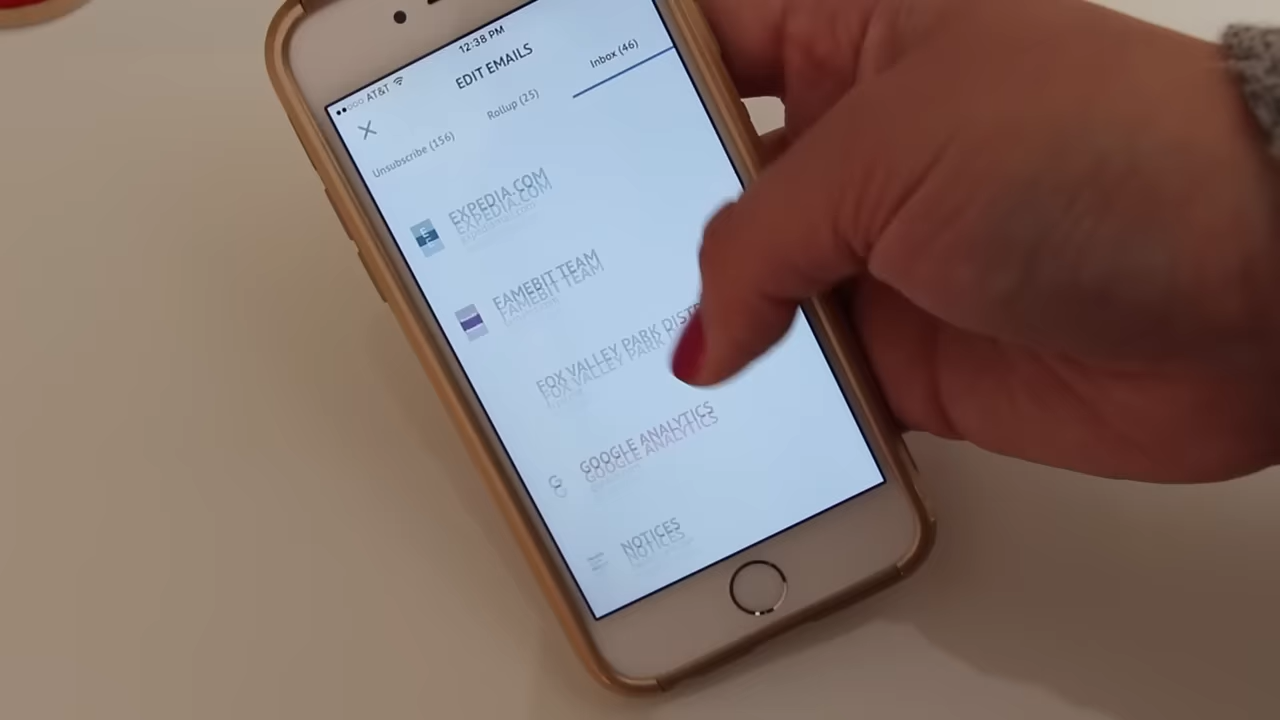 AT&T
12:38 PM
EDIT EMAILS
Unsubscribe (156)
Rollup (25)
Inbox (46)
EXPEDIA.COM
FAMEBIT TEAM
FOX VALLEY PARK
GOOGLE ANALYTICS
NOTICES